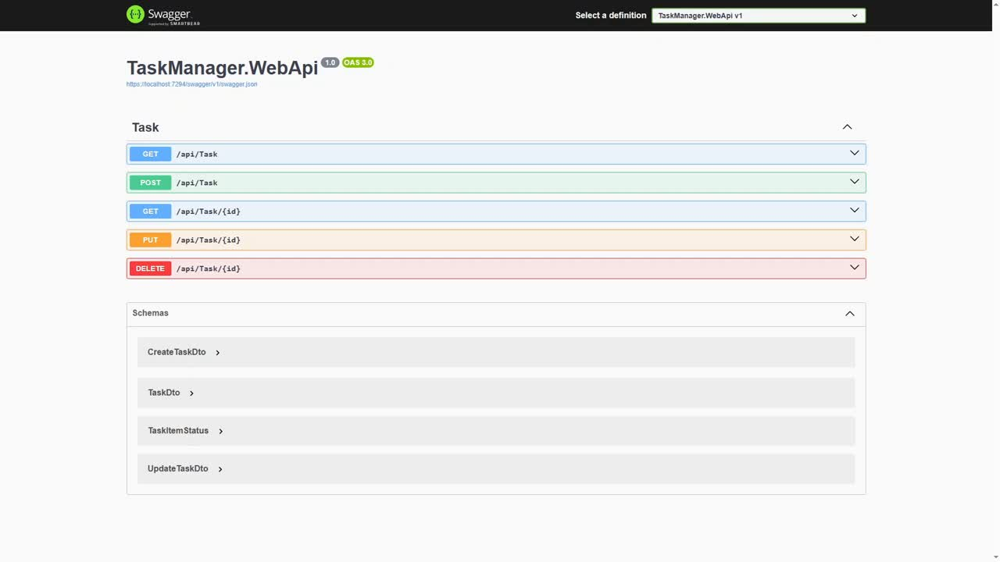 Swagger
Supported by SMARTBEAR
Select a definition
TaskManager.WebApi v1
TaskManager.WebApi 1.0 OAS 3.0
https://localhost:7294/swagger/v1/swagger.json
Task
GET /api/Task
POST /api/Task
GET /api/Task/{id}
PUT /api/Task/{id}
DELETE /api/Task/{id}
Schemas
CreateTaskDto
TaskDto
TaskItemStatus
UpdateTaskDto